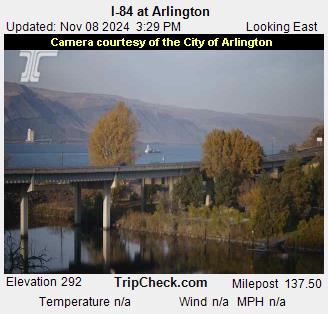 I-84 at Arlington
Updated: Nov 08 2024 3:29 PM Looking East
Camera courtesy of the City of Arlington
Elevation 292 TripCheck.com Milepost 137.50
Temperature n/a Wind n/a MPH n/a